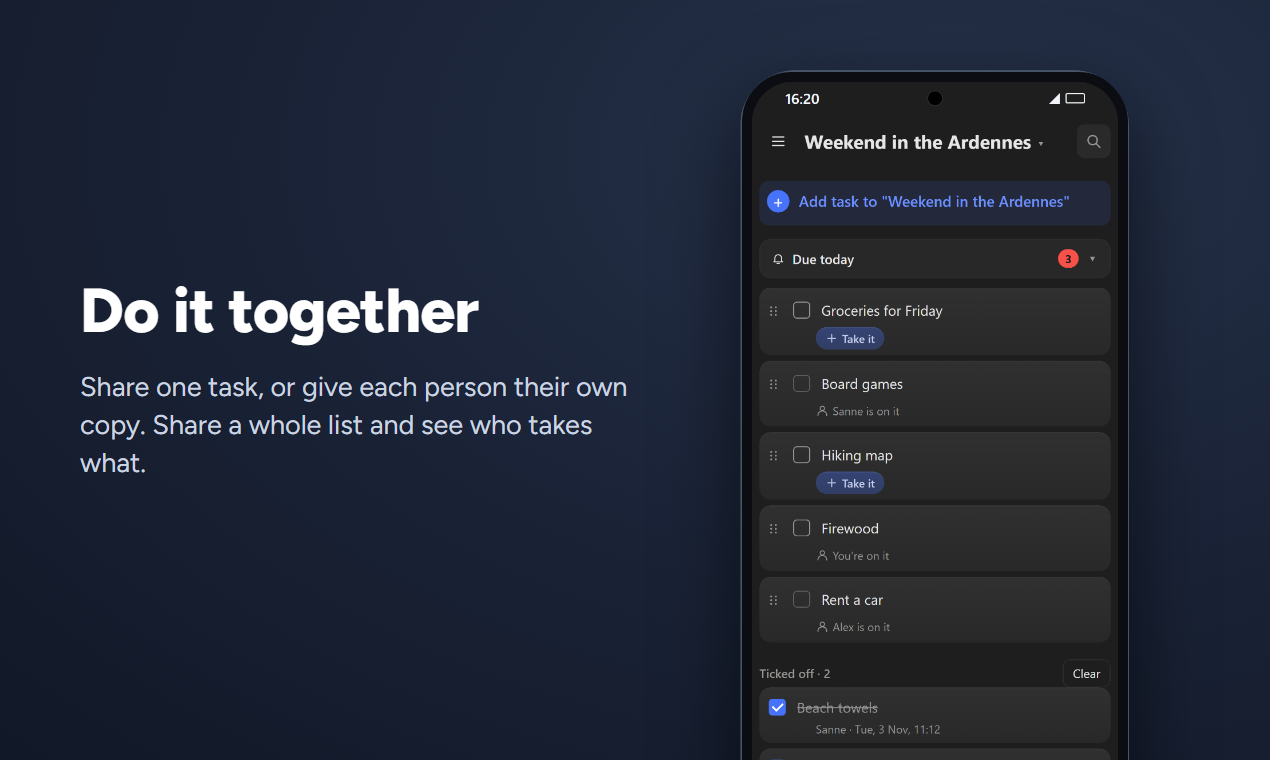 Do it together
Share one task, or give each person their own
copy. Share a whole list and see who takes
what.
16:20
Weekend in the Ardennes
Add task to "Weekend in the Ardennes"
Due today
3
Groceries for Friday
+ Take it
Board games
Sanne is on it
Hiking map
+ Take it
Firewood
You're on it
Rent a car
Alex is on it
Ticked off · 2
Clear
Beach towels
Sanne · Tue, 3 Nov, 11:12